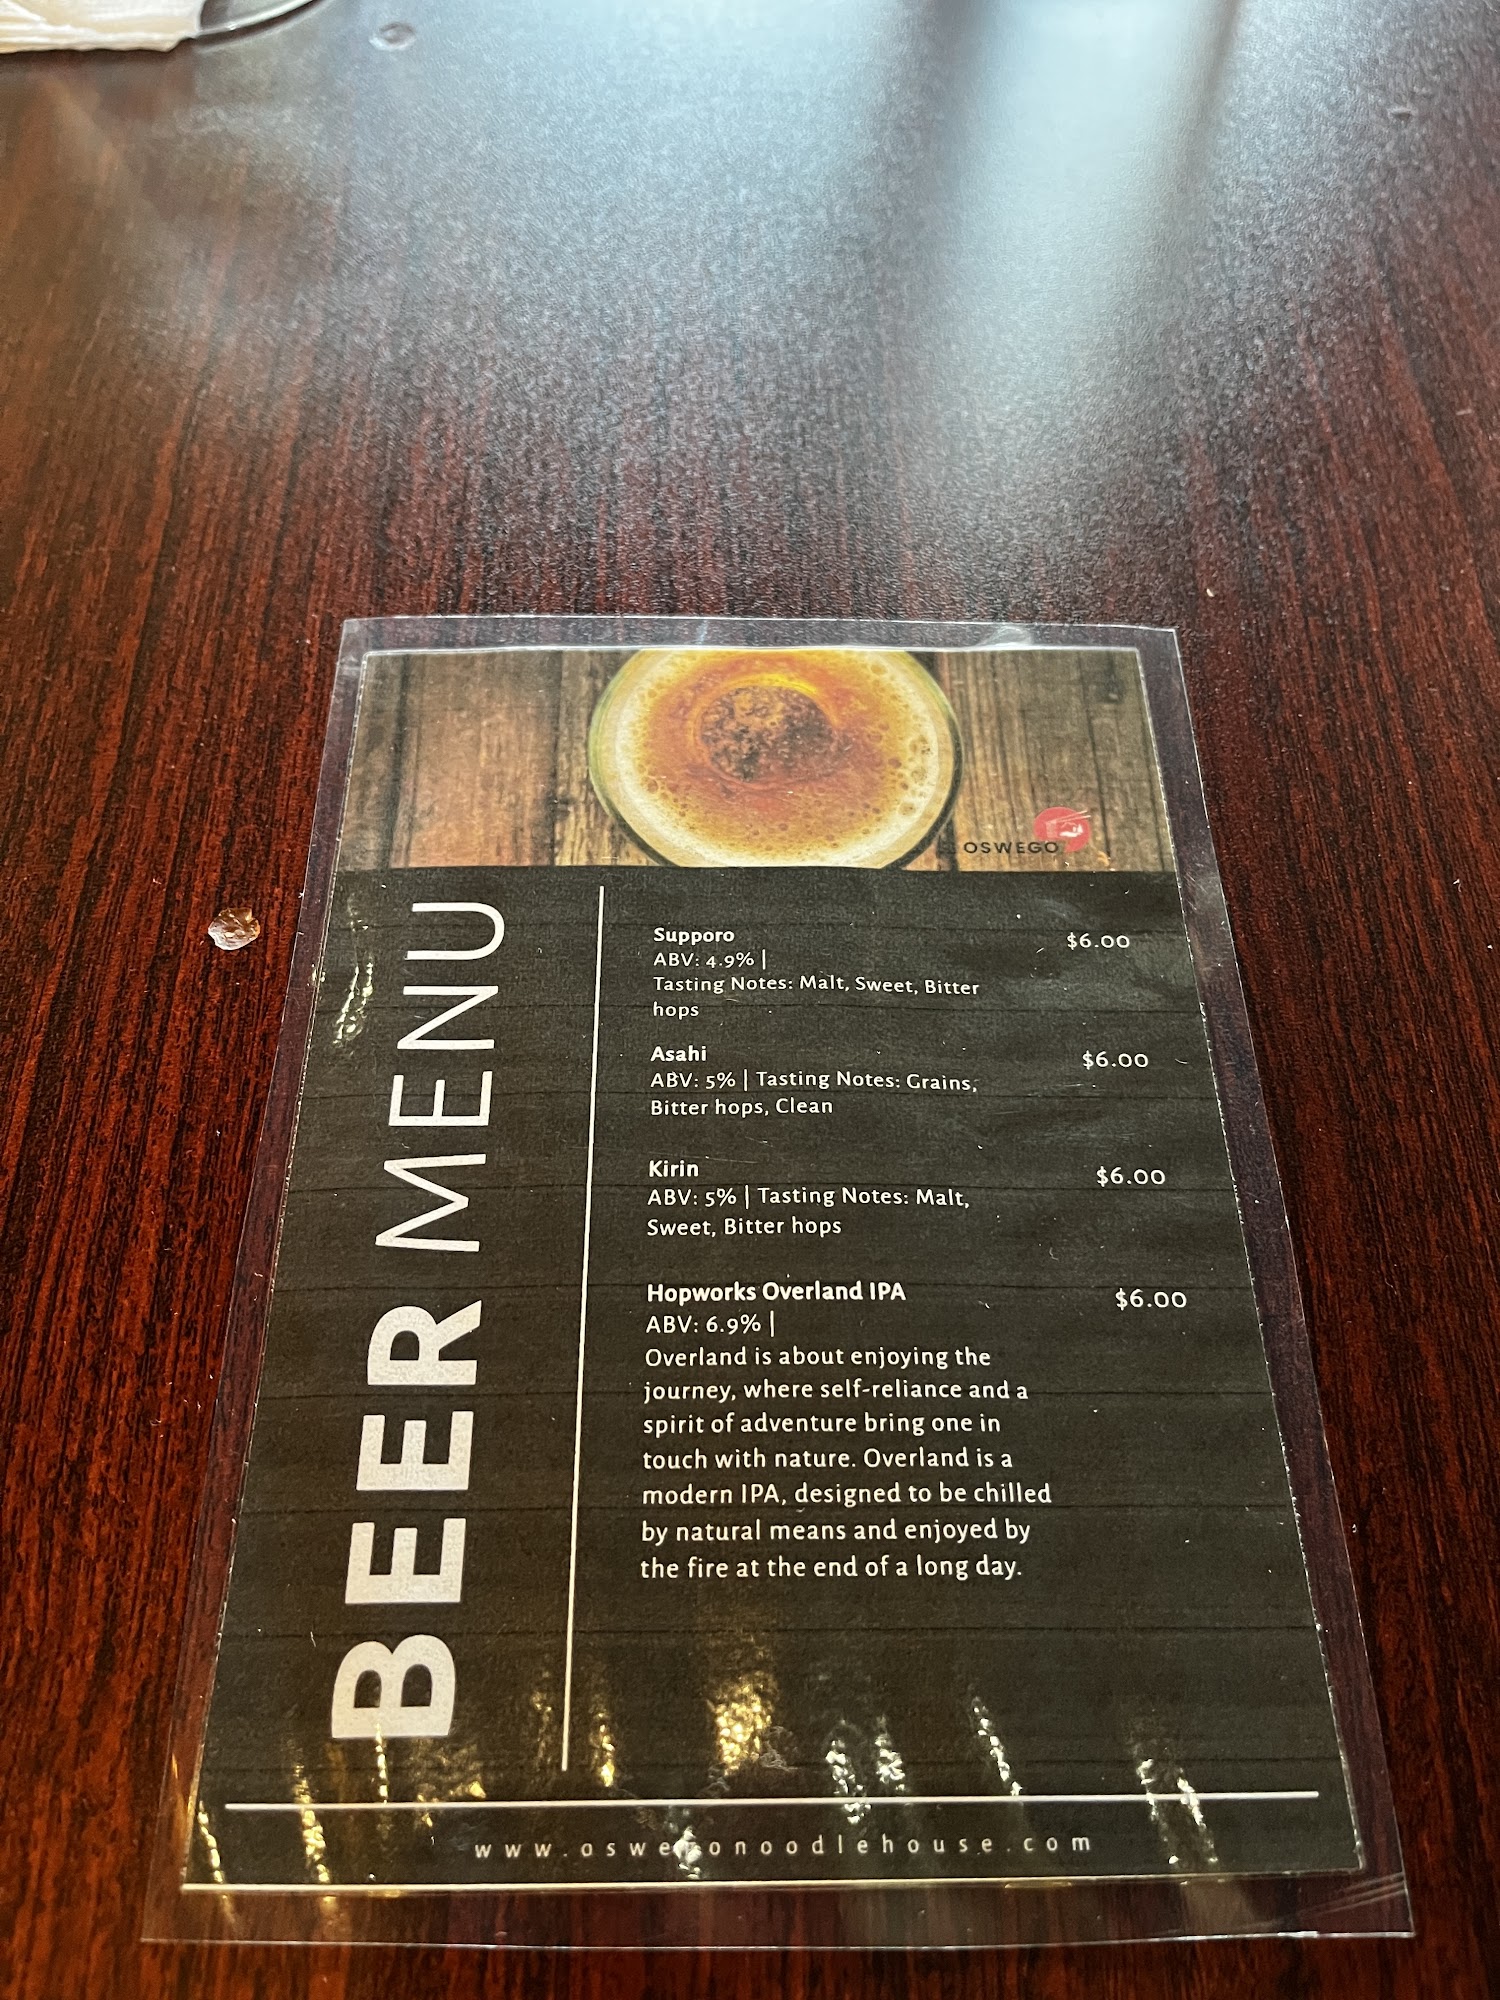 OSWEGO
BEER MENU
Supporo $6.00
ABV: 4.9% |
Tasting Notes: Malt, Sweet, Bitter
hops
Asahi $6.00
ABV: 5% | Tasting Notes: Grains,
Bitter hops, Clean
Kirin $6.00
ABV: 5% | Tasting Notes: Malt,
Sweet, Bitter hops
Hopworks Overland IPA $6.00
ABV: 6.9% |
Overland is about enjoying the
journey, where self-reliance and a
spirit of adventure bring one in
touch with nature. Overland is a
modern IPA, designed to be chilled
by natural means and enjoyed by
the fire at the end of a long day.
www.oswegonoodlehouse.com